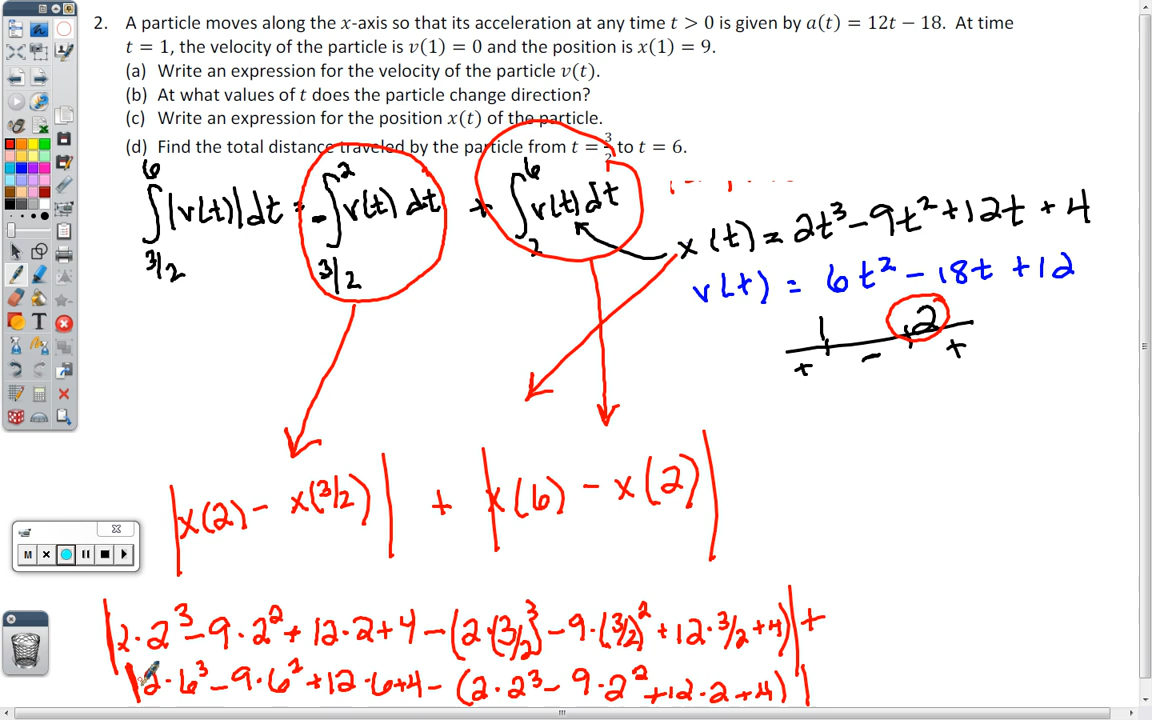 2. A particle moves along the x-axis so that its acceleration at any time t > 0 is given by a(t) = 12t − 18. At time
t = 1, the velocity of the particle is v(1) = 0 and the position is x(1) = 9.
(a) Write an expression for the velocity of the particle v(t).
(b) At what values of t does the particle change direction?
(c) Write an expression for the position x(t) of the particle.
(d) Find the total distance traveled by the particle from t = 3/2 to t = 6.
∫_{3/2}^{6} |v(t)|dt = -∫_{3/2}^{2} v(t) dt + ∫_{2}^{6} v(t) dt
x(t) = 2t³ - 9t² + 12t + 4
v(t) = 6t² - 18t + 12
1 2
+ - +
|x(2) - x(3/2)| + |x(6) - x(2)|
|2·2³ - 9·2² + 12·2 + 4 - (2·(3/2)³ - 9·(3/2)² + 12·3/2 + 4)| +
|2·6³ - 9·6² + 12·6 + 4 - (2·2³ - 9·2² + 12·2 + 4)|
M
T